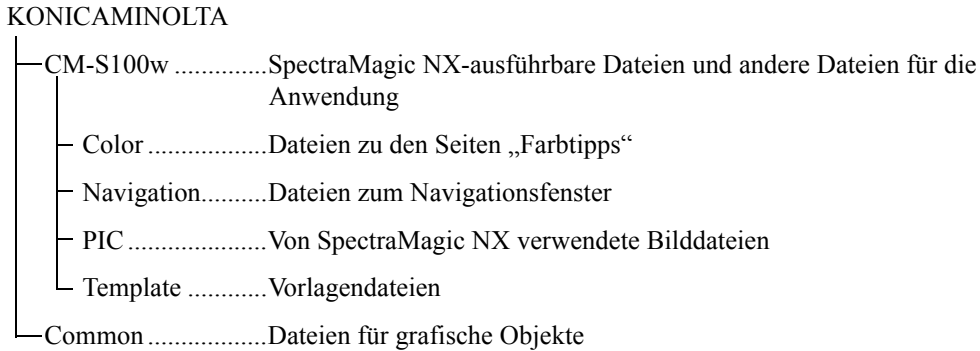 KONICAMINOLTA
CM-S100w ..............SpectraMagic NX-ausführbare Dateien und andere Dateien für die
Anwendung
Color ..................Dateien zu den Seiten „Farbtipps“
Navigation..........Dateien zum Navigationsfenster
PIC .....................Von SpectraMagic NX verwendete Bilddateien
Template ............Vorlagendateien
Common ..................Dateien für grafische Objekte